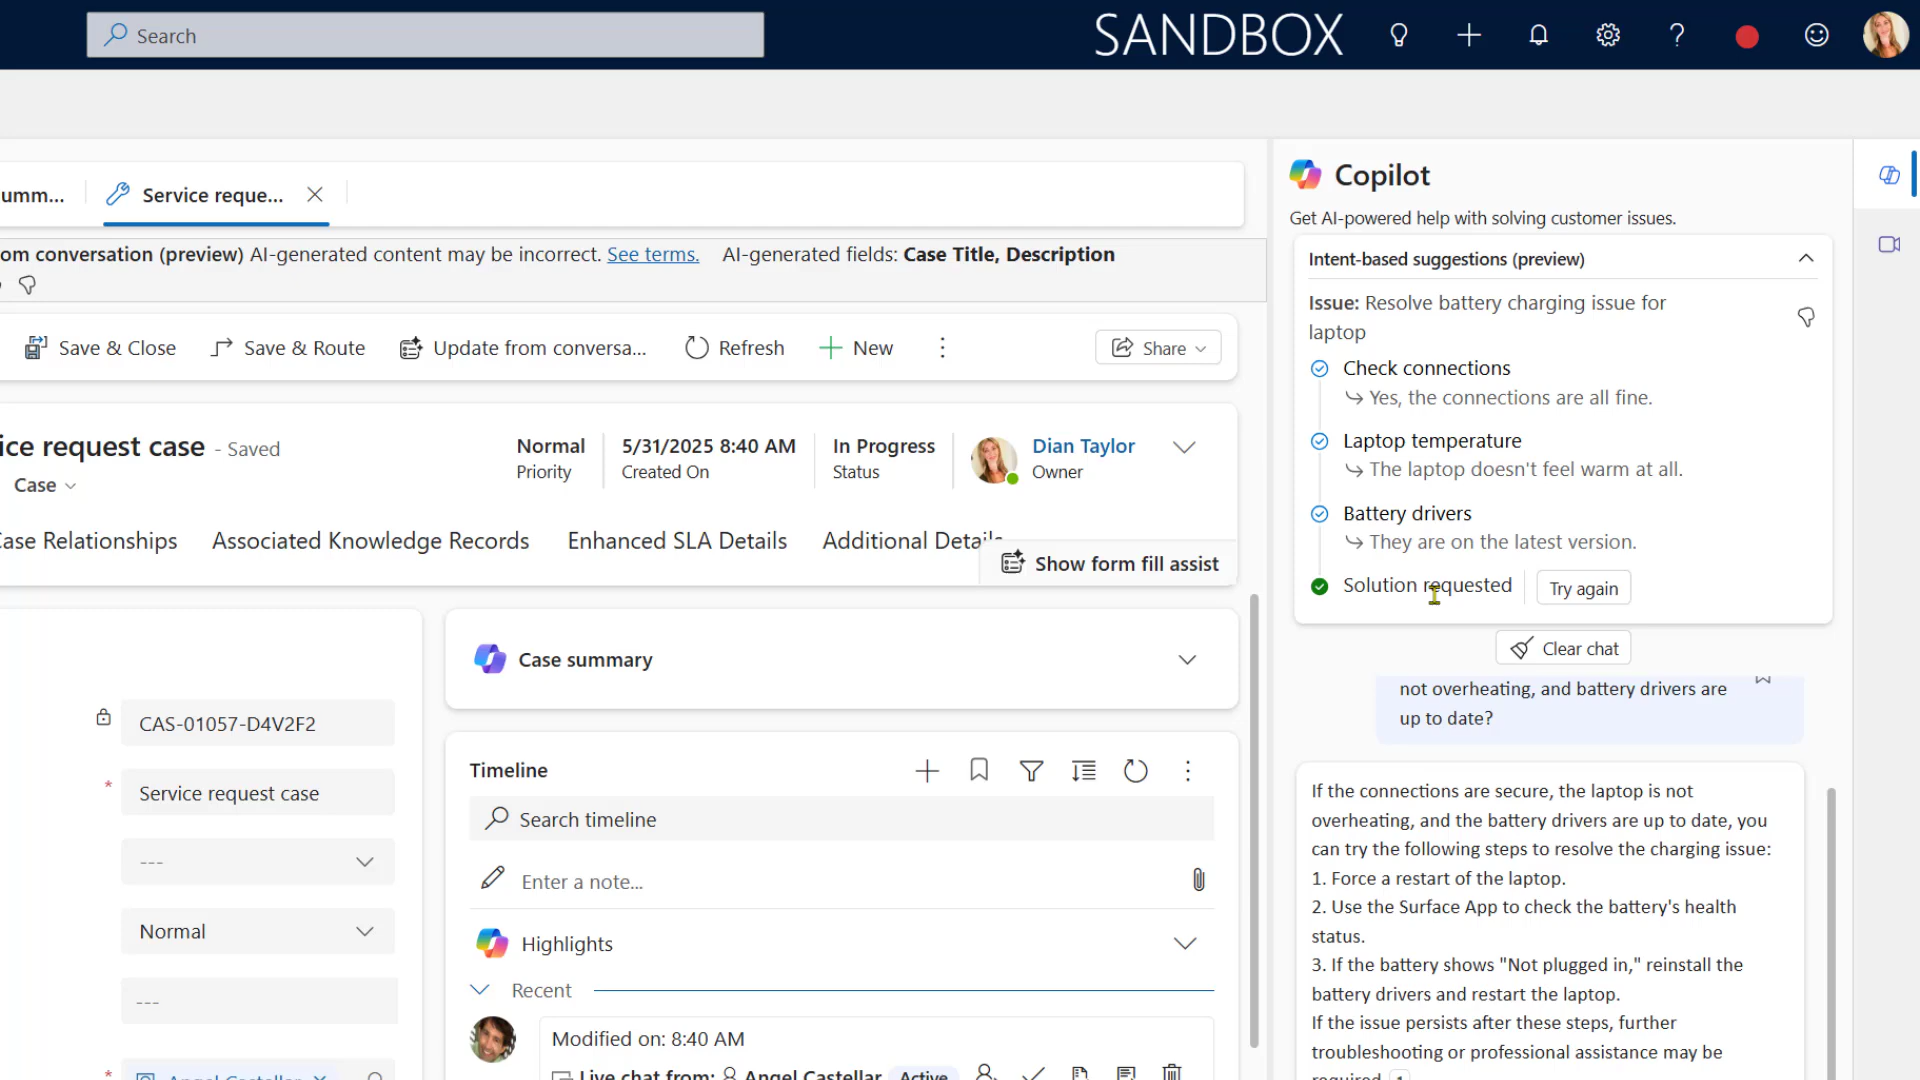 Search
SANDBOX
umm...
Service reque...
om conversation (preview) AI-generated content may be incorrect. See terms. AI-generated fields: Case Title, Description
Save & Close
Save & Route
Update from conversa...
Refresh
New
Share
ice request case - Saved
Case
Normal
Priority
5/31/2025 8:40 AM
Created On
In Progress
Status
Dian Taylor
Owner
ase Relationships
Associated Knowledge Records
Enhanced SLA Details
Additional Details
Show form fill assist
CAS-01057-D4V2F2
* Service request case
---
Normal
---
*
Case summary
Timeline
Search timeline
Enter a note...
Highlights
Recent
Modified on: 8:40 AM
Live chat from: Angel Castellar Active
Copilot
Get AI-powered help with solving customer issues.
Intent-based suggestions (preview)
Issue: Resolve battery charging issue for
laptop
Check connections
Yes, the connections are all fine.
Laptop temperature
The laptop doesn't feel warm at all.
Battery drivers
They are on the latest version.
Solution requested
Try again
Clear chat
not overheating, and battery drivers are
up to date?
If the connections are secure, the laptop is not
overheating, and the battery drivers are up to date, you
can try the following steps to resolve the charging issue:
1. Force a restart of the laptop.
2. Use the Surface App to check the battery's health
status.
3. If the battery shows "Not plugged in," reinstall the
battery drivers and restart the laptop.
If the issue persists after these steps, further
troubleshooting or professional assistance may be
required. 1